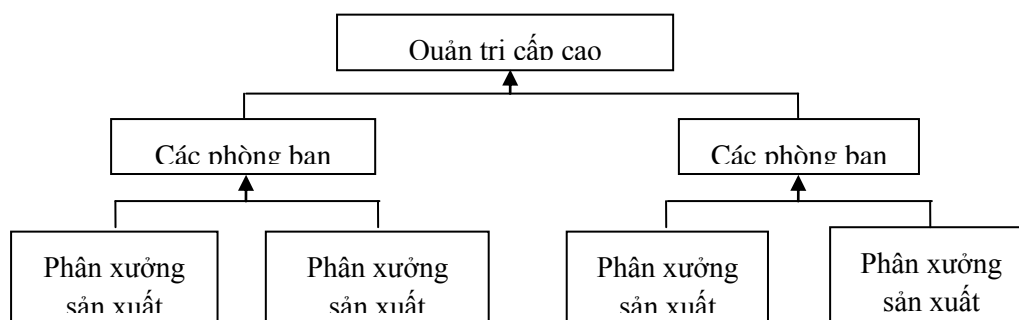 Quản trị cấp cao
Các phòng ban
Các phòng ban
Phân xưởng
sản xuất
Phân xưởng
sản xuất
Phân xưởng
sản xuất
Phân xưởng
sản xuất